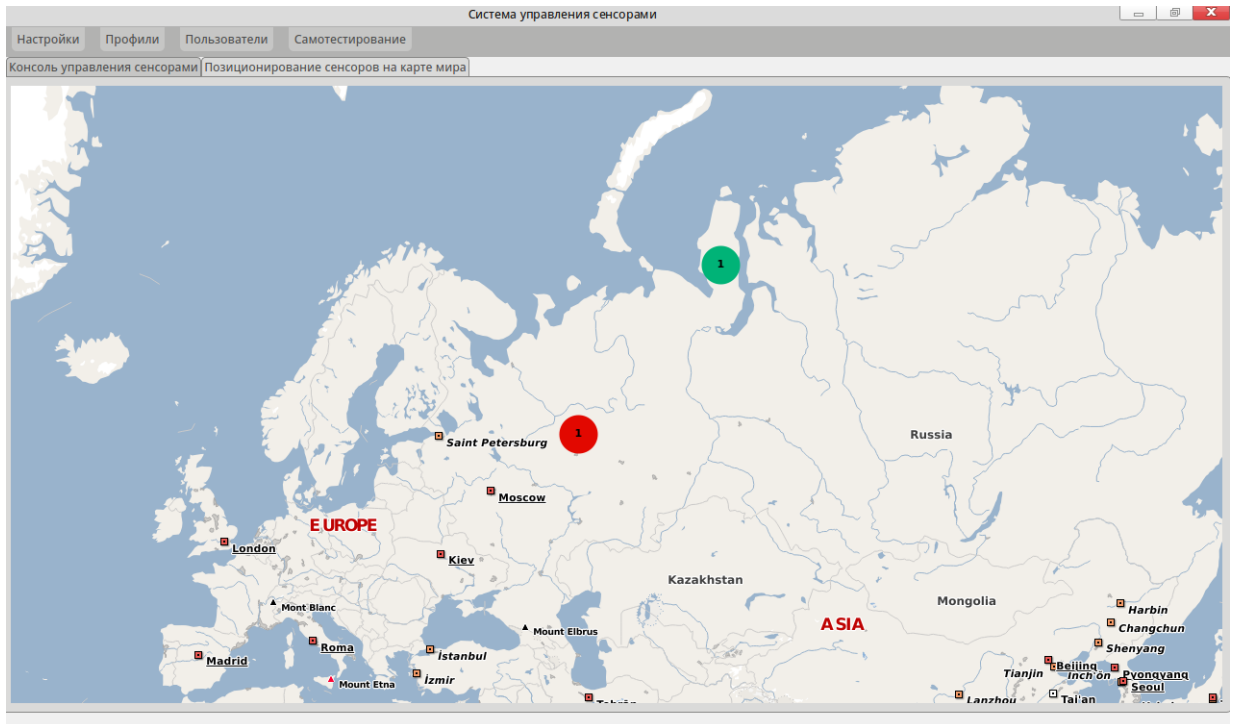 Система управления сенсорами
Настройки Профили Пользователи Самотестирование
Консоль управления сенсорами Позиционирование сенсоров на карте мира
1
1
Russia
Saint Petersburg
Moscow
EUROPE
London
Kiev
Kazakhstan
Mongolia
Mont Blanc
Harbin
ASIA
Changchun
Mount Elbrus
Roma
Shenyang
İstanbul
Madrid
Beijing
Tianjin
Inch'ŏn
Pyongyang
İzmir
Mount Etna
Seoul
Lanzhou
Tai'an